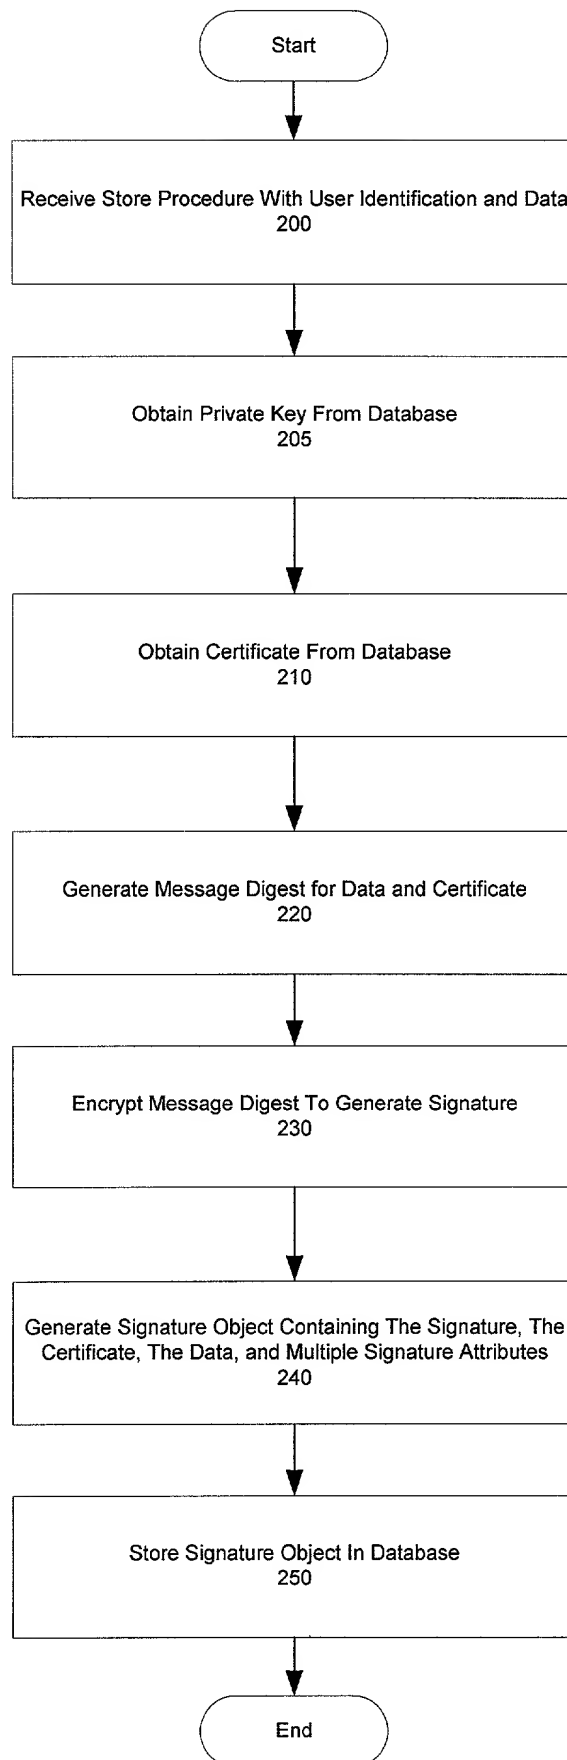 Start
Receive Store Procedure With User Identification and Data
200
Obtain Private Key From Database
205
Obtain Certificate From Database
210
Generate Message Digest for Data and Certificate
220
Encrypt Message Digest To Generate Signature
230
Generate Signature Object Containing The Signature, The
Certificate, The Data, and Multiple Signature Attributes
240
Store Signature Object In Database
250
End